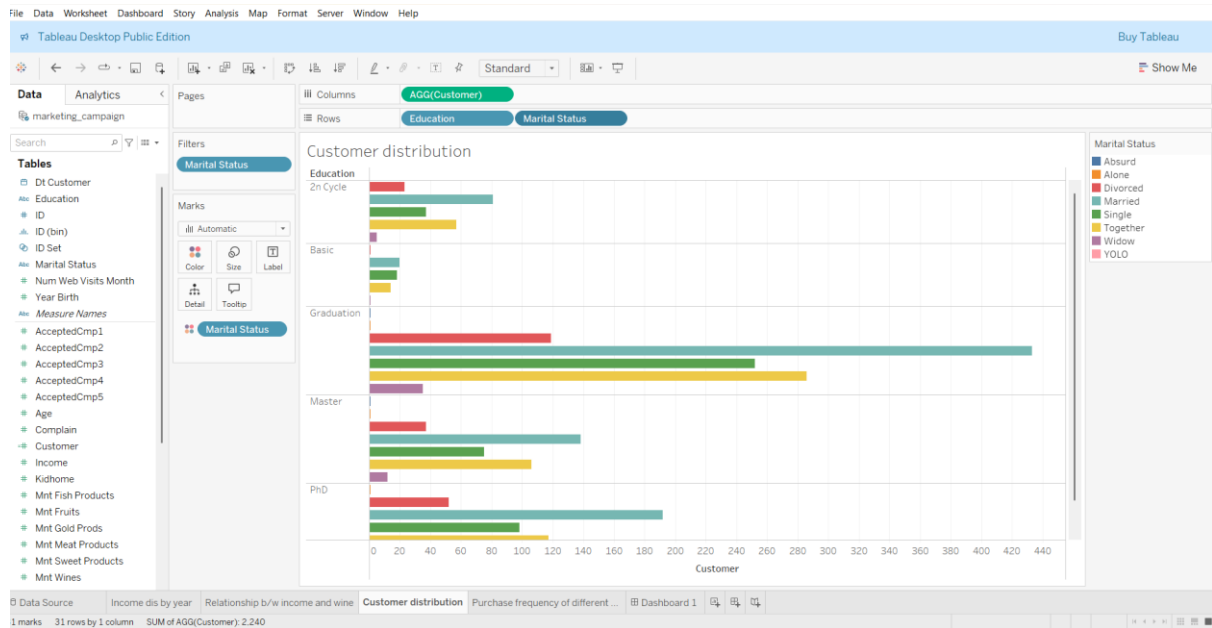 File Data Worksheet Dashboard Story Analysis Map Format Server Window Help
Tableau Desktop Public Edition
Buy Tableau
Standard
Show Me
Data Analytics
marketing_campaign
Search
Tables
Dt Customer
Abc Education
ID
ID (bin)
ID Set
Abc Marital Status
# Num Web Visits Month
# Year Birth
Abc Measure Names
# AcceptedCmp1
# AcceptedCmp2
# AcceptedCmp3
# AcceptedCmp4
# AcceptedCmp5
# Age
# Complain
=# Customer
# Income
# Kidhome
# Mnt Fish Products
# Mnt Fruits
# Mnt Gold Prods
# Mnt Meat Products
# Mnt Sweet Products
# Mnt Wines
Pages
Filters
Marital Status
Marks
Automatic
Color Size Label
Detail Tooltip
Marital Status
Columns AGG(Customer)
Rows Education Marital Status
Customer distribution
Education
2n Cycle
Basic
Graduation
Master
PhD
0 20 40 60 80 100 120 140 160 180 200 220 240 260 280 300 320 340 360 380 400 420 440
Customer
Marital Status
Absurd
Alone
Divorced
Married
Single
Together
Widow
YOLO
Data Source Income dis by year Relationship b/w income and wine Customer distribution Purchase frequency of different ... Dashboard 1
1 marks 31 rows by 1 column SUM of AGG(Customer): 2,240